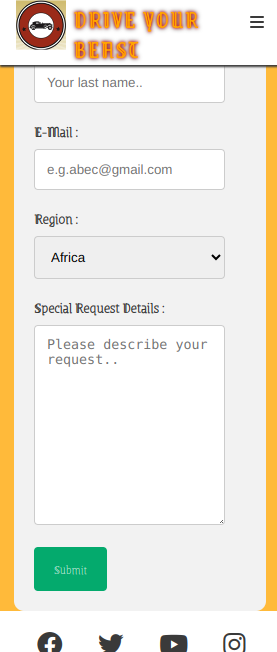 DRIVE YOUR
BEAST
Your last name..
E-Mail :
e.g.abec@gmail.com
Region :
Africa
Special Request Details :
Please describe your
request..
Submit